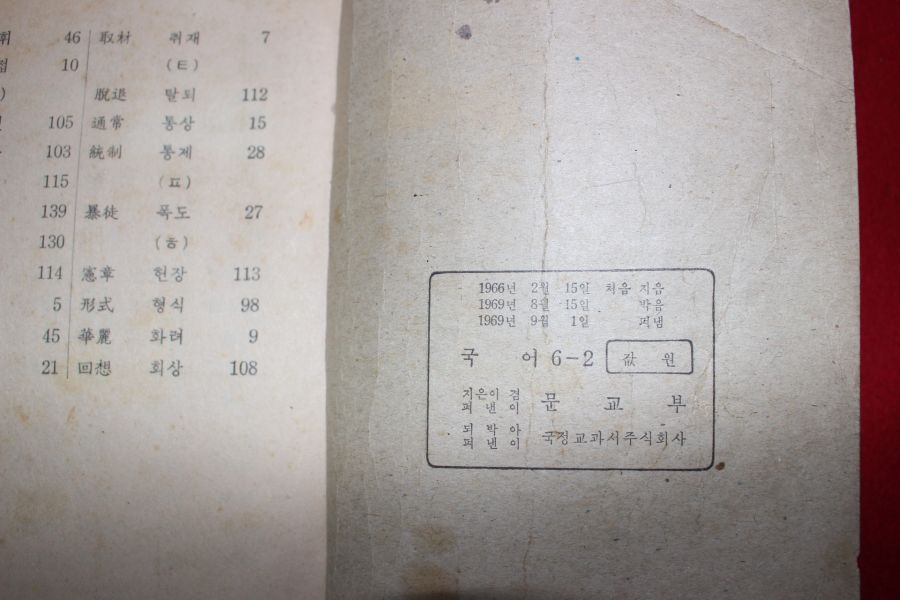 46 取材 취재 7
10 (ㅌ)
脫退 탈퇴 112
105 通常 통상 15
103 統制 통제 28
115 (ㅍ)
139 暴徒 폭도 27
130 (ㅎ)
114 憲章 헌장 113
5 形式 형식 98
45 華麗 화려 9
21 回想 회상 108
1966년 2월 15일 처음 지음
1969년 8월 15일 박음
1969년 9월 1일 펴냄
국 어 6-2 값 원
지은이 겸
펴 낸 이 문 교 부
되 박 아
펴 낸 이 국정교과서주식회사